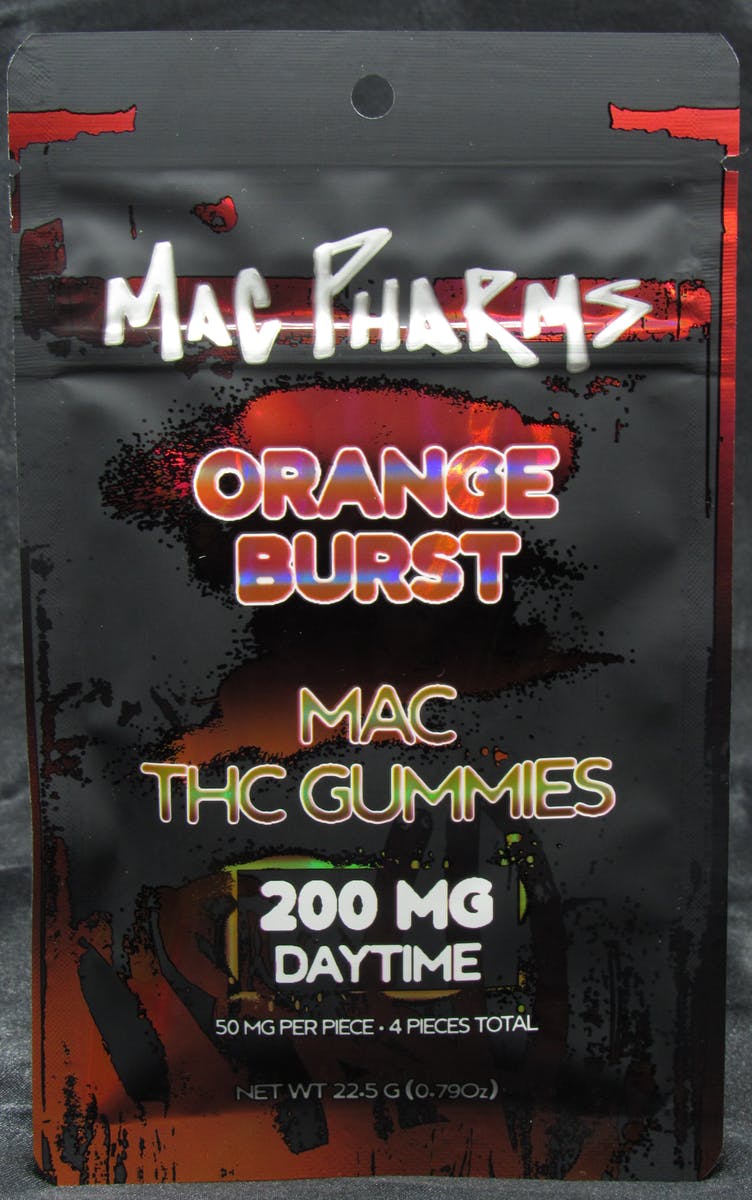 MAC PHARMS
ORANGE
BURST
MAC
THC GUMMIES
200 MG
DAYTIME
50 MG PER PIECE • 4 PIECES TOTAL
NET WT 22.5 G (0.79Oz)